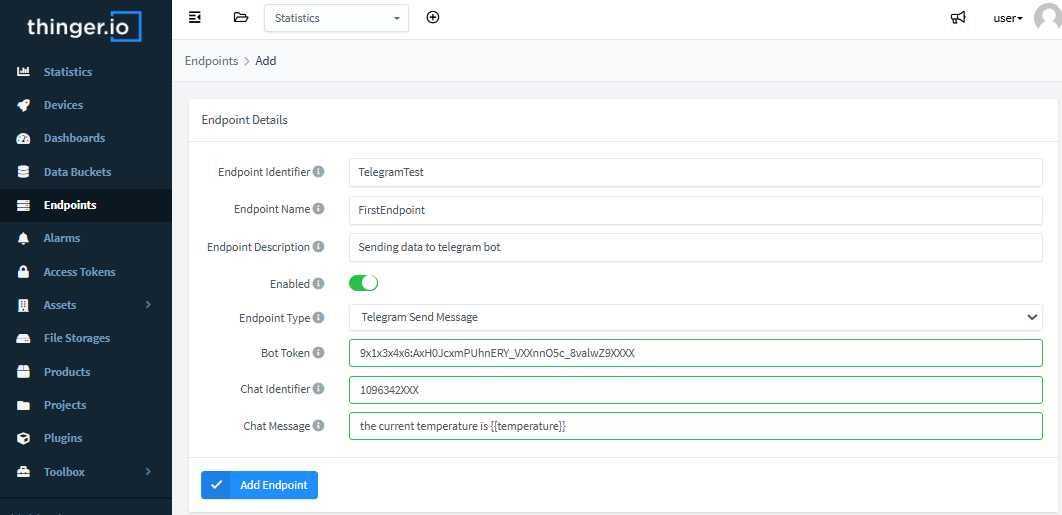 thinger.io
Statistics
user
Statistics
Devices
Dashboards
Data Buckets
Endpoints
Alarms
Access Tokens
Assets
File Storages
Products
Projects
Plugins
Toolbox
Endpoints > Add
Endpoint Details
Endpoint Identifier TelegramTest
Endpoint Name FirstEndpoint
Endpoint Description Sending data to telegram bot
Enabled
Endpoint Type Telegram Send Message
Bot Token 9x1x3x4x6:AxH0JcxmPUhnERY_VXXnnO5c_8valwZ9XXXX
Chat Identifier 1096342XXX
Chat Message the current temperature is {{temperature}}
Add Endpoint